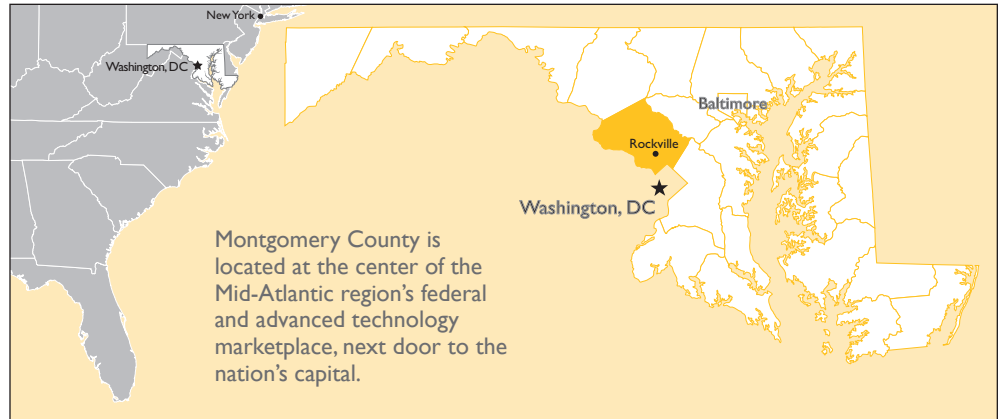 New York
Washington, DC
Baltimore
Rockville
Washington, DC
Montgomery County is
located at the center of the
Mid-Atlantic region's federal
and advanced technology
marketplace, next door to the
nation's capital.